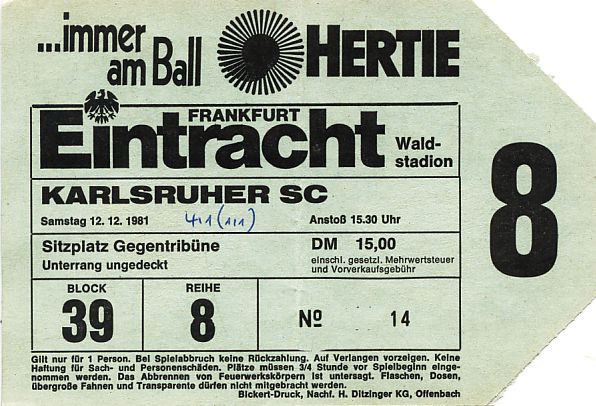 ...immer
am Ball
HERTIE
FRANKFURT
Eintracht
Wald-
stadion
KARLSRUHER SC
Samstag 12. 12. 1981 4:1 (1:1) Anstoß 15.30 Uhr
Sitzplatz Gegentribüne
Unterrang ungedeckt
DM 15,00
einschl. gesetzl. Mehrwertsteuer
und Vorverkaufsgebühr
BLOCK
39
REIHE
8
No 14
8
Gilt nur für 1 Person. Bei Spielabbruch keine Rückzahlung. Auf Verlangen vorzeigen. Keine
Haftung für Sach- und Personenschäden. Plätze müssen 3/4 Stunde vor Spielbeginn einge-
nommen werden. Das Abbrennen von Feuerwerkskörpern ist untersagt. Flaschen, Dosen,
übergroße Fahnen und Transparente dürfen nicht mitgebracht werden.
Bickert-Druck, Nachf. H. Ditzinger KG, Offenbach